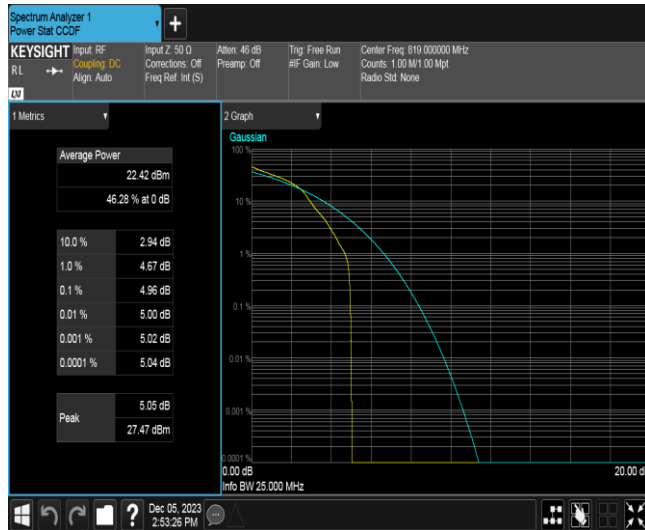 Spectrum Analyzer 1
Power Stat CCDF
+
KEYSIGHT
RL
LXI
Input: RF
Coupling: DC
Align: Auto
Input Z: 50 Ω
Corrections: Off
Freq Ref: Int (S)
Atten: 46 dB
Preamp: Off
Trig: Free Run
#IF Gain: Low
Center Freq: 819.000000 MHz
Counts: 1.00 M/1.00 Mpt
Radio Std: None
1 Metrics
Average Power
22.42 dBm
46.28 % at 0 dB
10.0 % 2.94 dB
1.0 % 4.67 dB
0.1 % 4.96 dB
0.01 % 5.00 dB
0.001 % 5.02 dB
0.0001 % 5.04 dB
Peak
5.05 dB
27.47 dBm
2 Graph
Gaussian
100 %
10 %
1 %
0.1 %
0.01 %
0.001 %
0.0001 %
0.00 dB
20.00 d
Info BW 25.000 MHz
?
Dec 05, 2023
2:53:26 PM